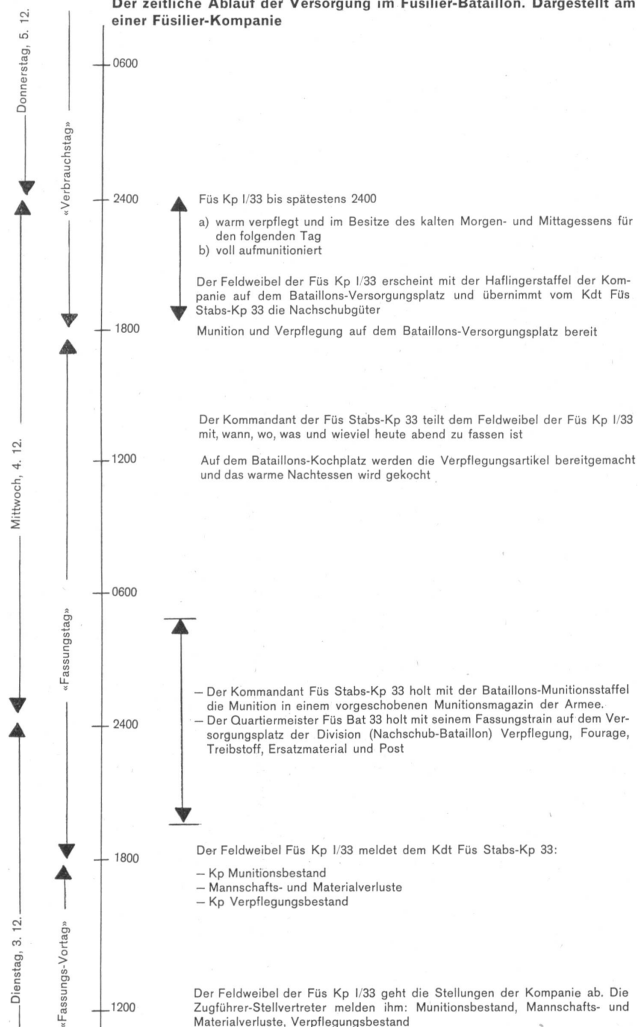 Der zeitliche Ablauf der Versorgung im Füsilier-Bataillon. Dargestellt am
einer Füsilier-Kompanie
Donnerstag, 5. 12.
«Verbrauchstag»
0600
2400
Füs Kp I/33 bis spätestens 2400
a) warm verpflegt und im Besitze des kalten Morgen- und Mittagessens für
den folgenden Tag
b) voll aufmunitioniert
Der Feldweibel der Füs Kp I/33 erscheint mit der Haflingerstaffel der Kom-
panie auf dem Bataillons-Versorgungsplatz und übernimmt vom Kdt Füs
Stabs-Kp 33 die Nachschubgüter
1800
Munition und Verpflegung auf dem Bataillons-Versorgungsplatz bereit
Mittwoch, 4. 12.
«Fassungstag»
Der Kommandant der Füs Stabs-Kp 33 teilt dem Feldweibel der Füs Kp I/33
mit, wann, wo, was und wieviel heute abend zu fassen ist
1200
Auf dem Bataillons-Kochplatz werden die Verpflegungsartikel bereitgemacht
und das warme Nachtessen wird gekocht
0600
— Der Kommandant Füs Stabs-Kp 33 holt mit der Bataillons-Munitionsstaffel
die Munition in einem vorgeschobenen Munitionsmagazin der Armee.
2400
— Der Quartiermeister Füs Bat 33 holt mit seinem Fassungstrain auf dem Ver-
sorgungsplatz der Division (Nachschub-Bataillon) Verpflegung, Fourage,
Treibstoff, Ersatzmaterial und Post
1800
Der Feldweibel Füs Kp I/33 meldet dem Kdt Füs Stabs-Kp 33:
— Kp Munitionsbestand
— Mannschafts- und Materialverluste
— Kp Verpflegungsbestand
Dienstag, 3. 12.
«Fassungs-Vortag»
Der Feldweibel der Füs Kp I/33 geht die Stellungen der Kompanie ab. Die
1200
Zugführer-Stellvertreter melden ihm: Munitionsbestand, Mannschafts- und
Materialverluste, Verpflegungsbestand